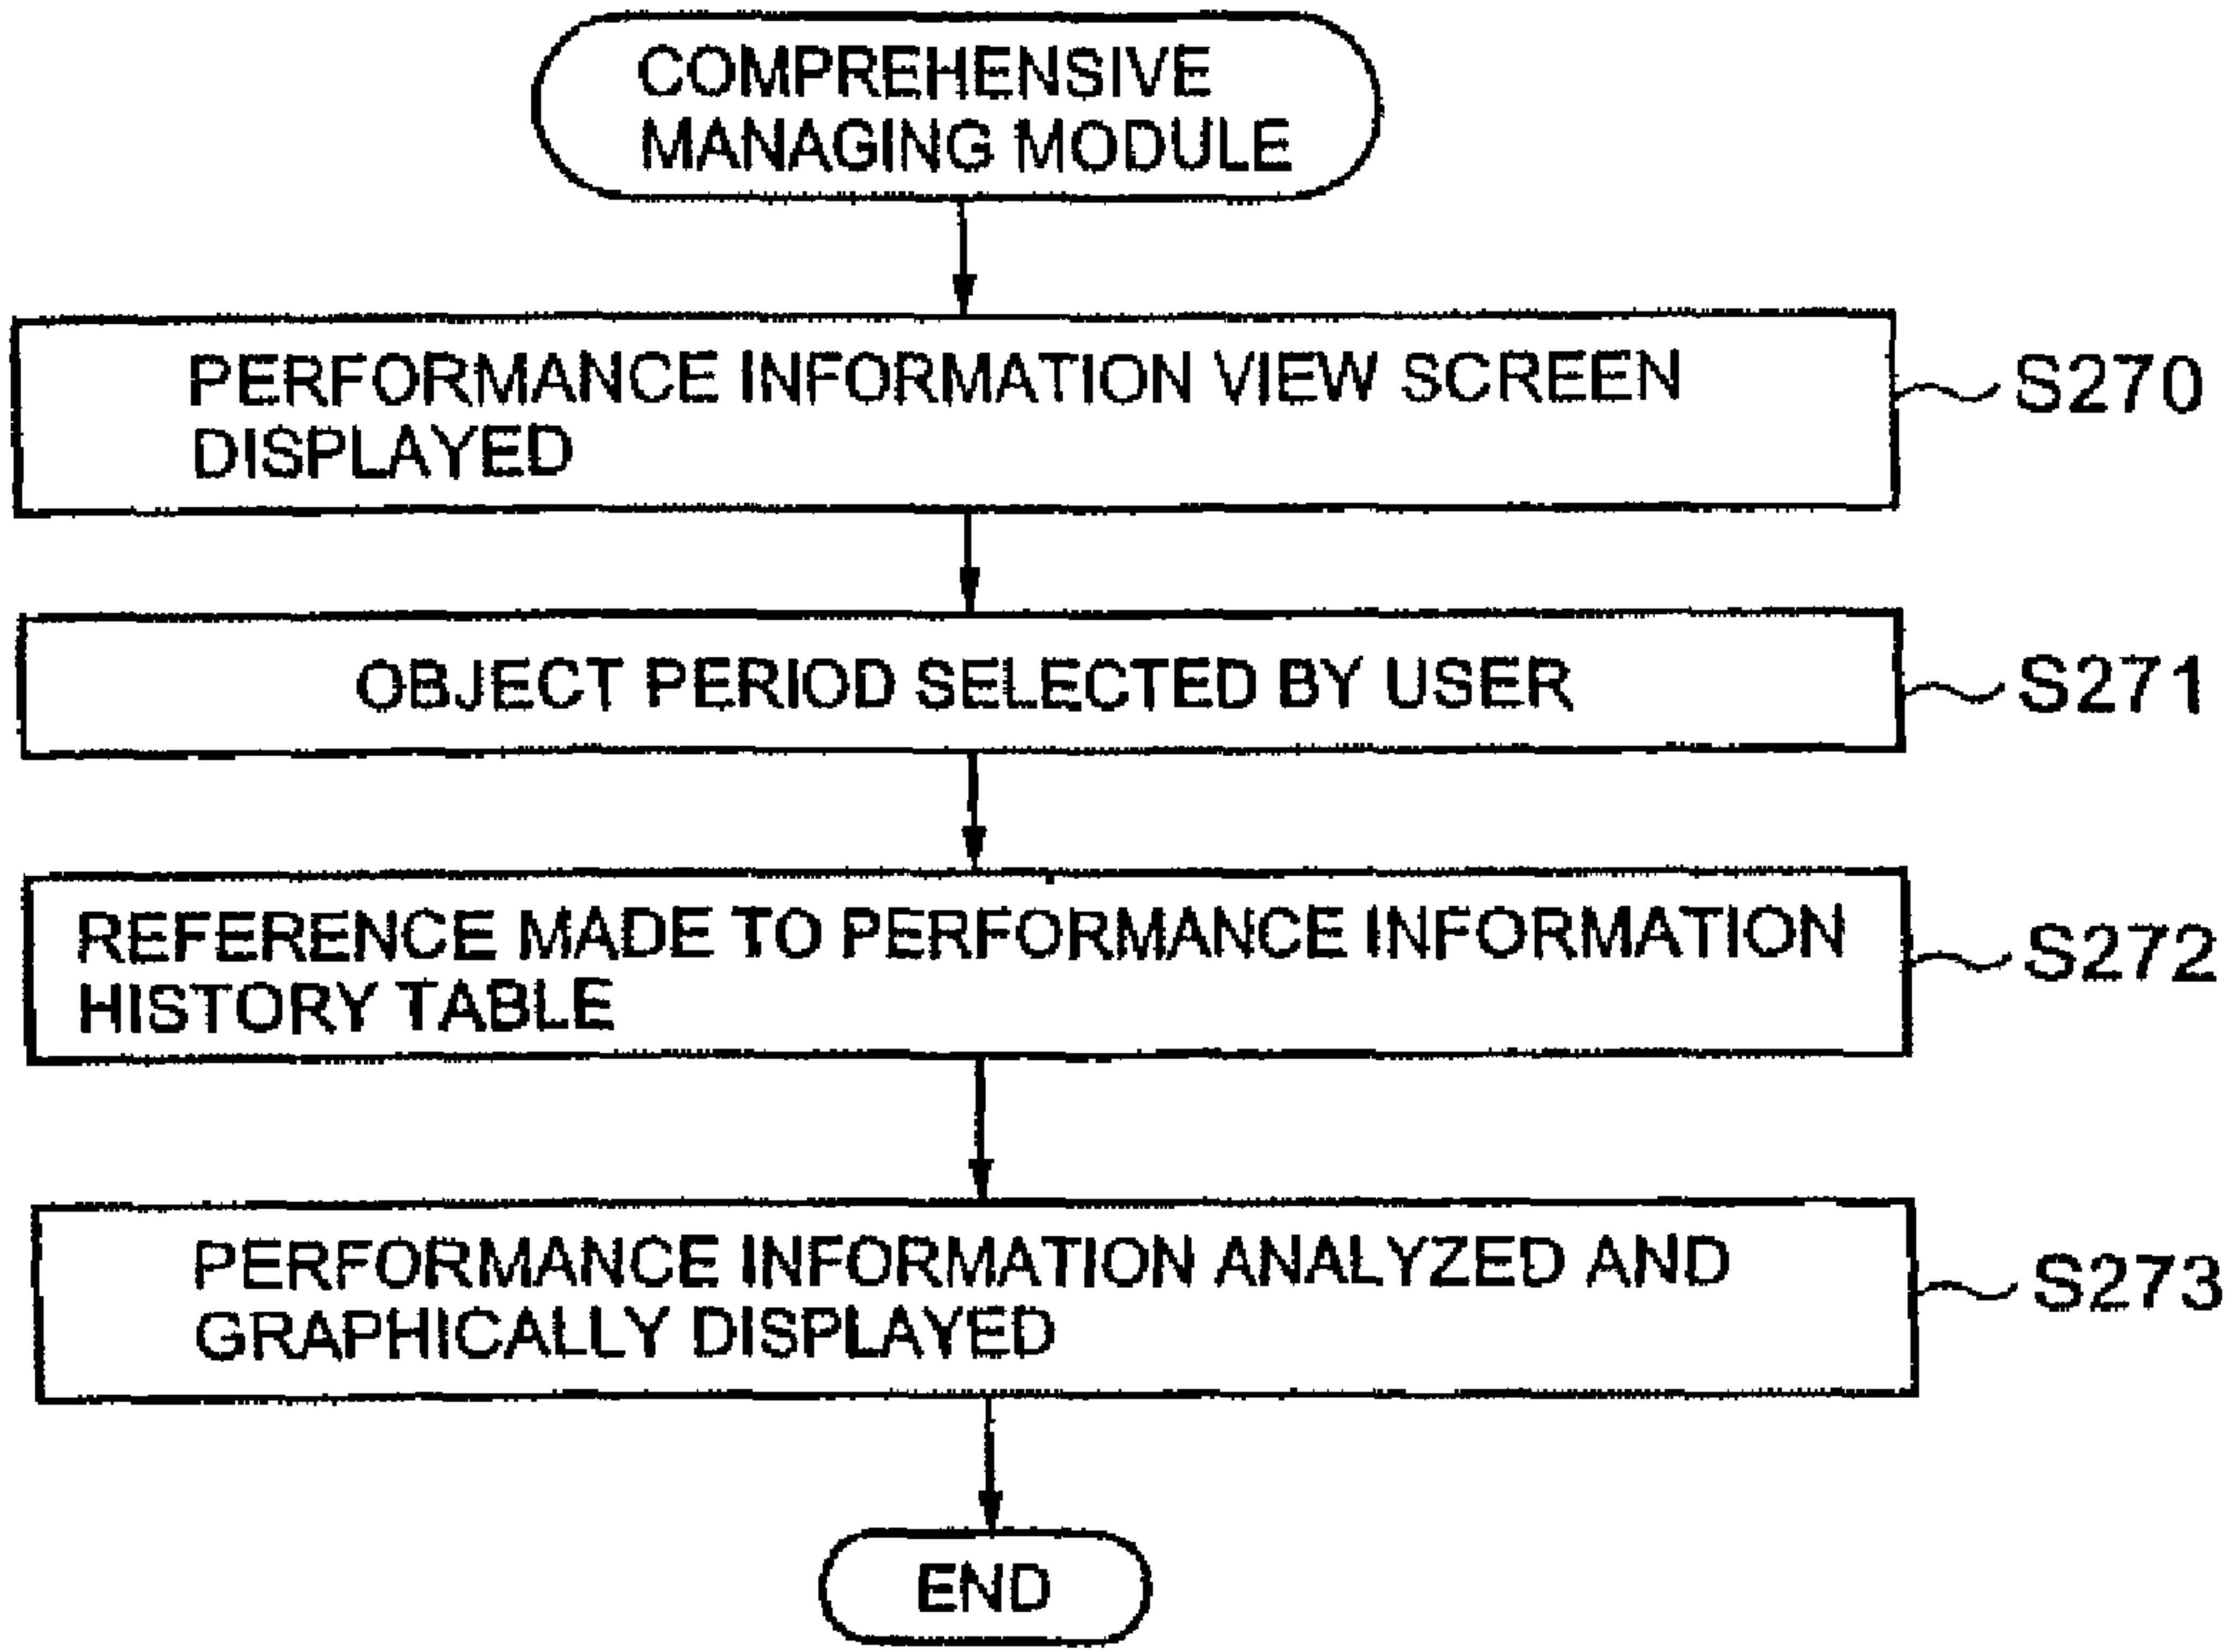 COMPREHENSIVE
MANAGING MODULE
PERFORMANCE INFORMATION VIEW SCREEN
DISPLAYED
S270
OBJECT PERIOD SELECTED BY USER
S271
REFERENCE MADE TO PERFORMANCE INFORMATION
HISTORY TABLE
S272
PERFORMANCE INFORMATION ANALYZED AND
GRAPHICALLY DISPLAYED
S273
END